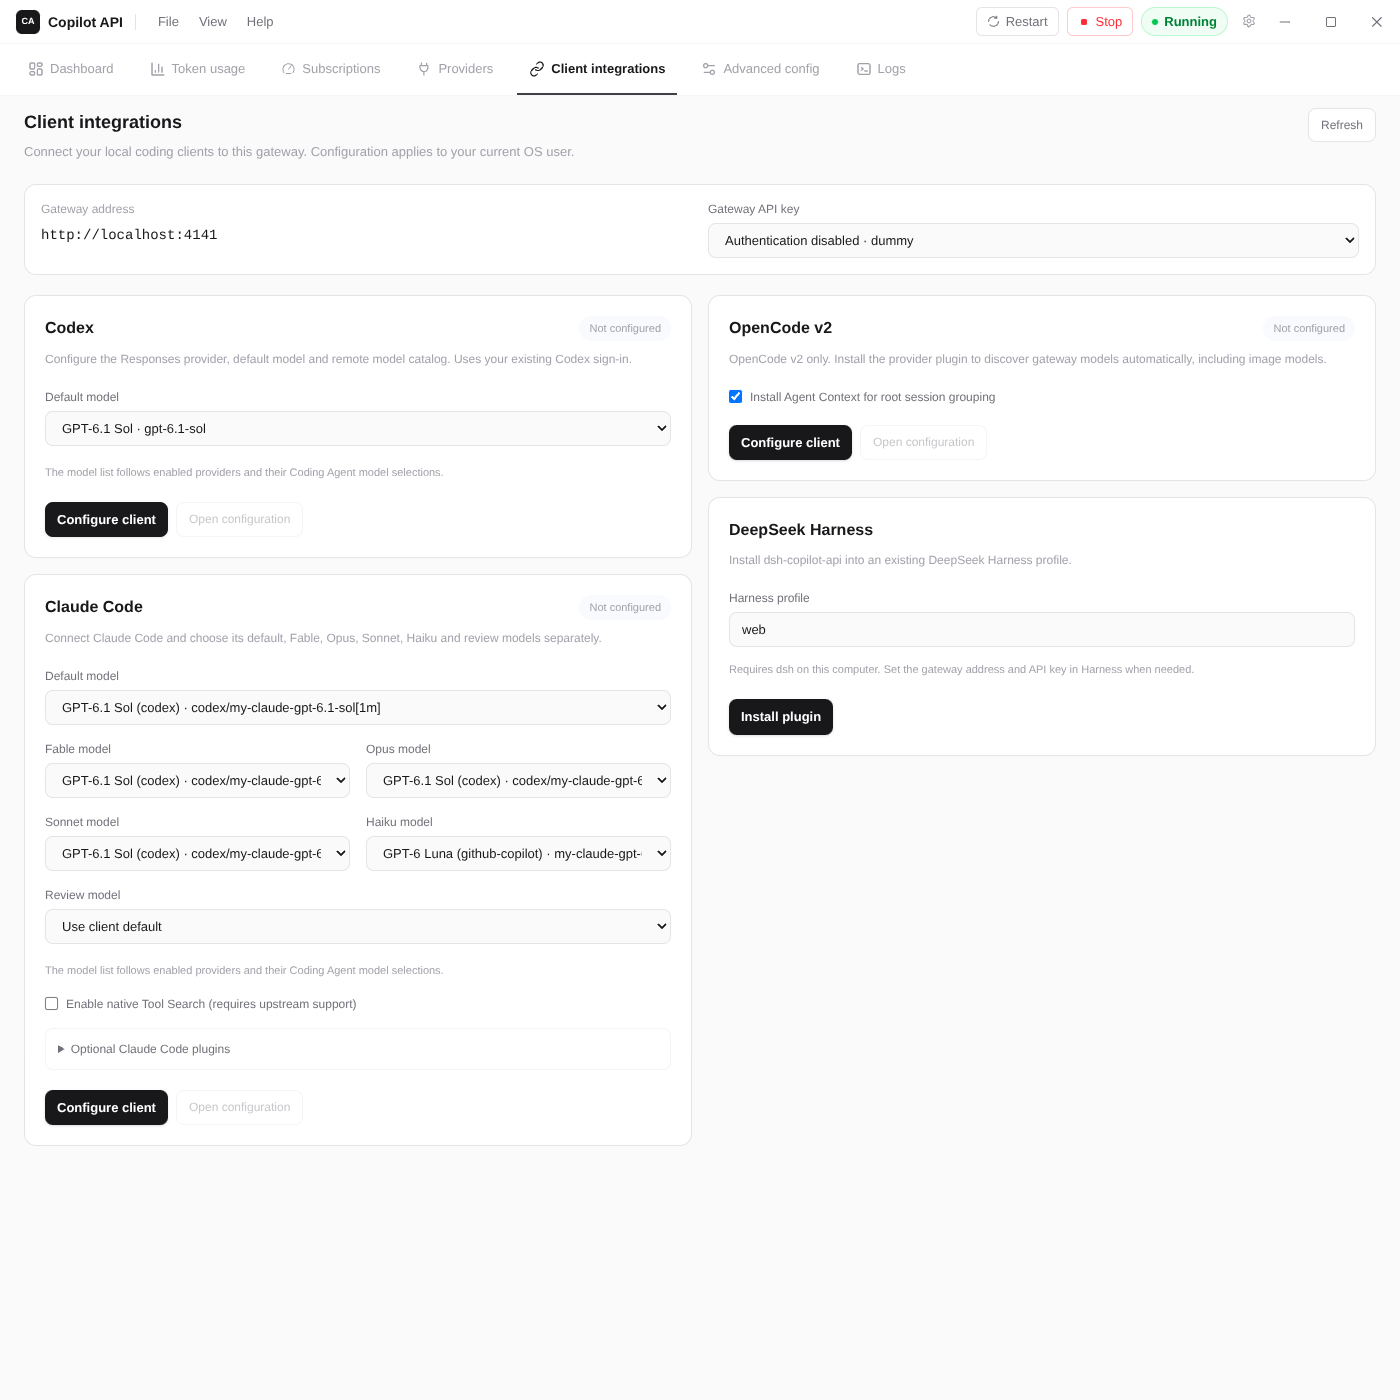 CA Copilot API File View Help Restart Stop Running
Dashboard Token usage Subscriptions Providers Client integrations Advanced config Logs
Client integrations
Refresh
Connect your local coding clients to this gateway. Configuration applies to your current OS user.
Gateway address
http://localhost:4141
Gateway API key
Authentication disabled · dummy
Codex
Not configured
Configure the Responses provider, default model and remote model catalog. Uses your existing Codex sign-in.
Default model
GPT-6.1 Sol · gpt-6.1-sol
The model list follows enabled providers and their Coding Agent model selections.
Configure client Open configuration
Claude Code
Not configured
Connect Claude Code and choose its default, Fable, Opus, Sonnet, Haiku and review models separately.
Default model
GPT-6.1 Sol (codex) · codex/my-claude-gpt-6.1-sol[1m]
Fable model
GPT-6.1 Sol (codex) · codex/my-claude-gpt-6
Opus model
GPT-6.1 Sol (codex) · codex/my-claude-gpt-6
Sonnet model
GPT-6.1 Sol (codex) · codex/my-claude-gpt-6
Haiku model
GPT-6 Luna (github-copilot) · my-claude-gpt-
Review model
Use client default
The model list follows enabled providers and their Coding Agent model selections.
Enable native Tool Search (requires upstream support)
Optional Claude Code plugins
Configure client Open configuration
OpenCode v2
Not configured
OpenCode v2 only. Install the provider plugin to discover gateway models automatically, including image models.
Install Agent Context for root session grouping
Configure client Open configuration
DeepSeek Harness
Install dsh-copilot-api into an existing DeepSeek Harness profile.
Harness profile
web
Requires dsh on this computer. Set the gateway address and API key in Harness when needed.
Install plugin